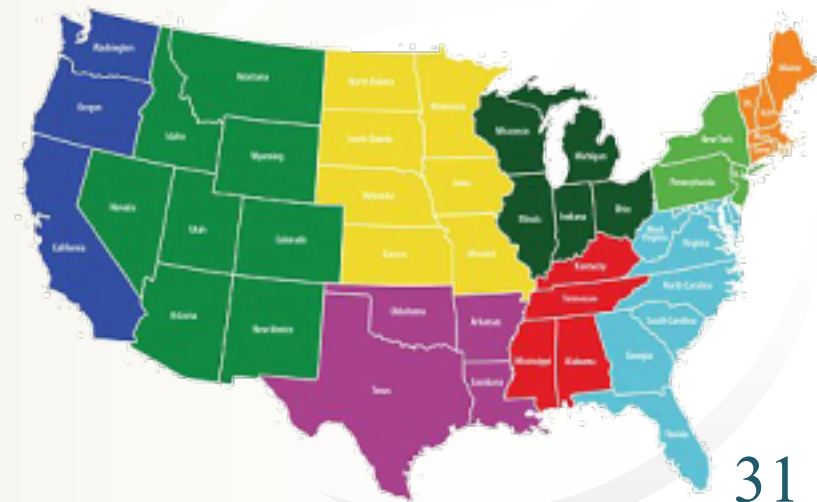 Washington
Montana
North Dakota
Minnesota
Maine
Oregon
Idaho
Wisconsin
South Dakota
Wyoming
Michigan
New York
Pennsylvania
Nebraska
Iowa
Nevada
Utah
Colorado
Illinois
Indiana
Ohio
West
Virginia
Virginia
California
Kansas
Missouri
Kentucky
North Carolina
Tennessee
Arizona
New Mexico
Oklahoma
Arkansas
South Carolina
Mississippi
Alabama
Georgia
Texas
Louisiana
Florida
31